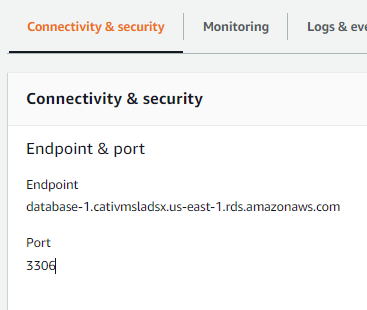 Connectivity & security Monitoring Logs & eve
Connectivity & security
Endpoint & port
Endpoint
database-1.cativmsladsx.us-east-1.rds.amazonaws.com
Port
3306